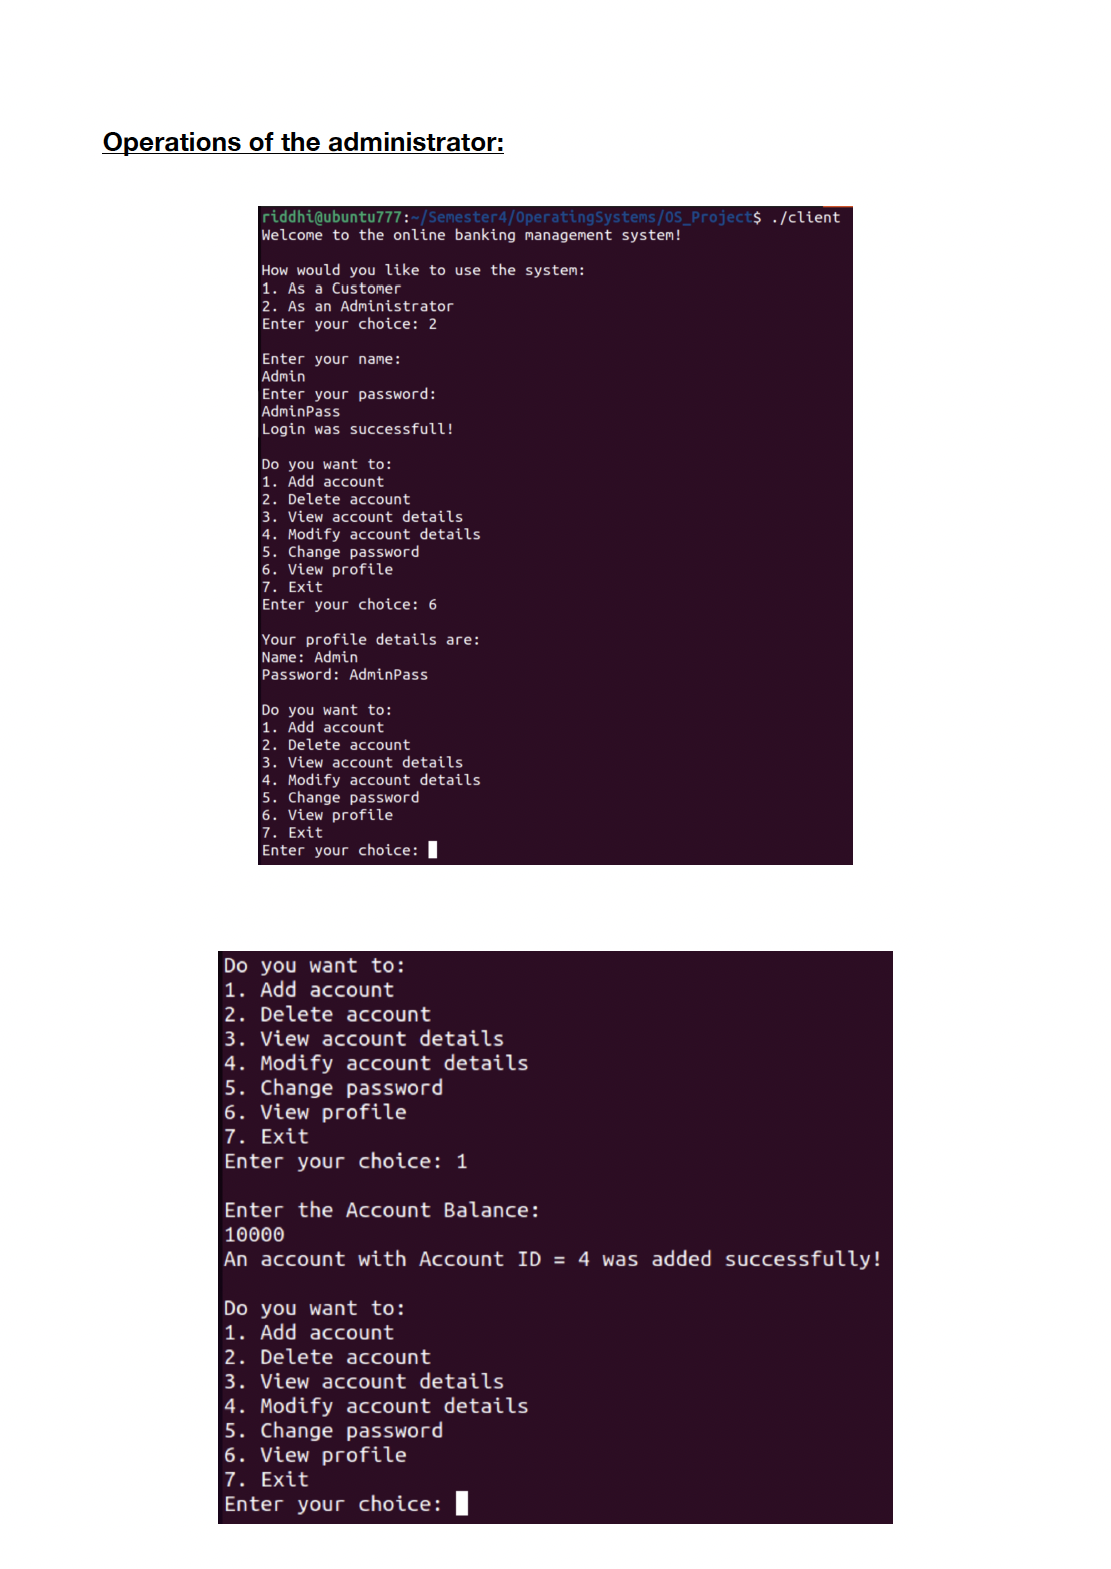 Operations of the administrator:
riddhi@ubuntu777:~/Semester4/OperatingSystems/OS_Project$ ./client
Welcome to the online banking management system!
How would you like to use the system:
1. As a Customer
2. As an Administrator
Enter your choice: 2
Enter your name:
Admin
Enter your password:
AdminPass
Login was successfull!
Do you want to:
1. Add account
2. Delete account
3. View account details
4. Modify account details
5. Change password
6. View profile
7. Exit
Enter your choice: 6
Your profile details are:
Name: Admin
Password: AdminPass
Do you want to:
1. Add account
2. Delete account
3. View account details
4. Modify account details
5. Change password
6. View profile
7. Exit
Enter your choice:
Do you want to:
1. Add account
2. Delete account
3. View account details
4. Modify account details
5. Change password
6. View profile
7. Exit
Enter your choice: 1
Enter the Account Balance:
10000
An account with Account ID = 4 was added successfully!
Do you want to:
1. Add account
2. Delete account
3. View account details
4. Modify account details
5. Change password
6. View profile
7. Exit
Enter your choice: